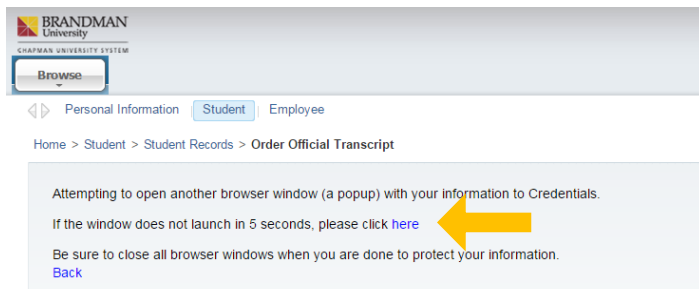 BRANDMAN
University
CHAPMAN UNIVERSITY SYSTEM
Browse
Personal Information Student Employee
Home > Student > Student Records > Order Official Transcript
Attempting to open another browser window (a popup) with your information to Credentials.
If the window does not launch in 5 seconds, please click here
Be sure to close all browser windows when you are done to protect your information.
Back